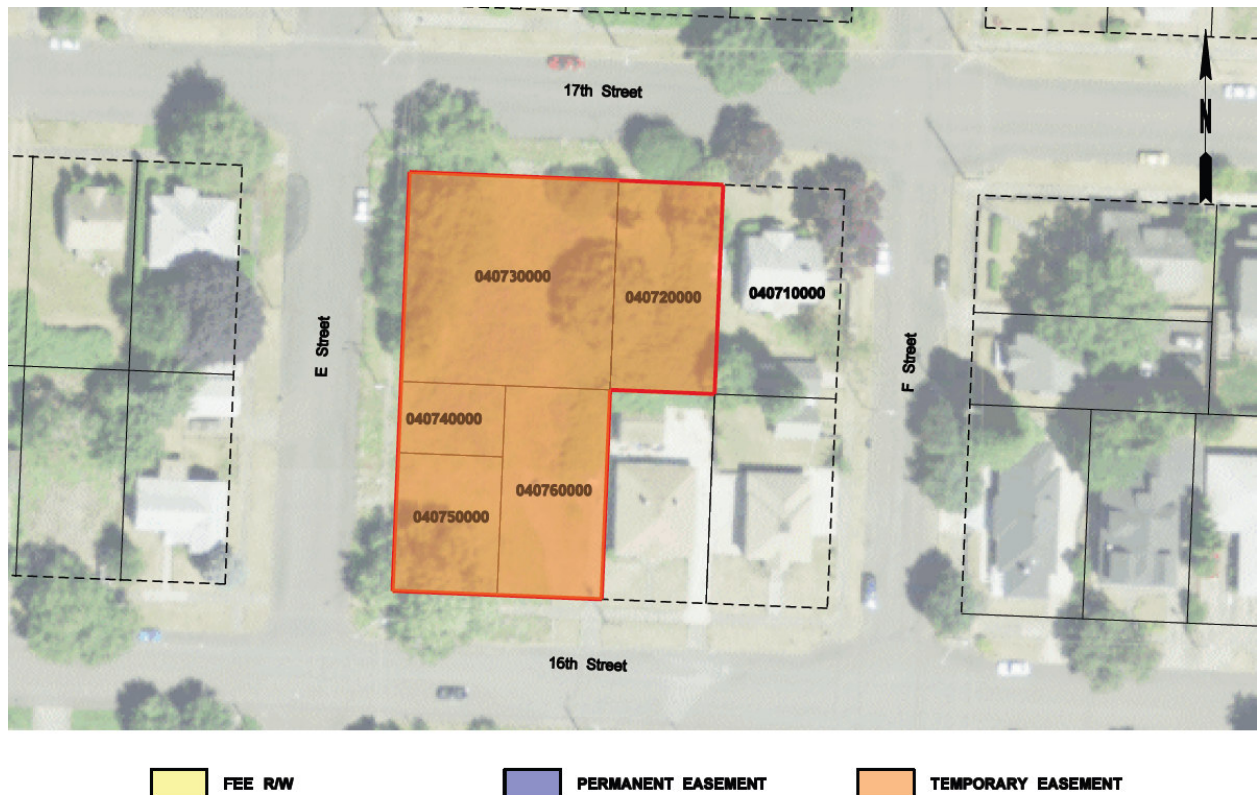 17th Street
N
040730000
040720000
040710000
E Street
F Street
040740000
040760000
040750000
16th Street
FEE R/W
PERMANENT EASEMENT
TEMPORARY EASEMENT